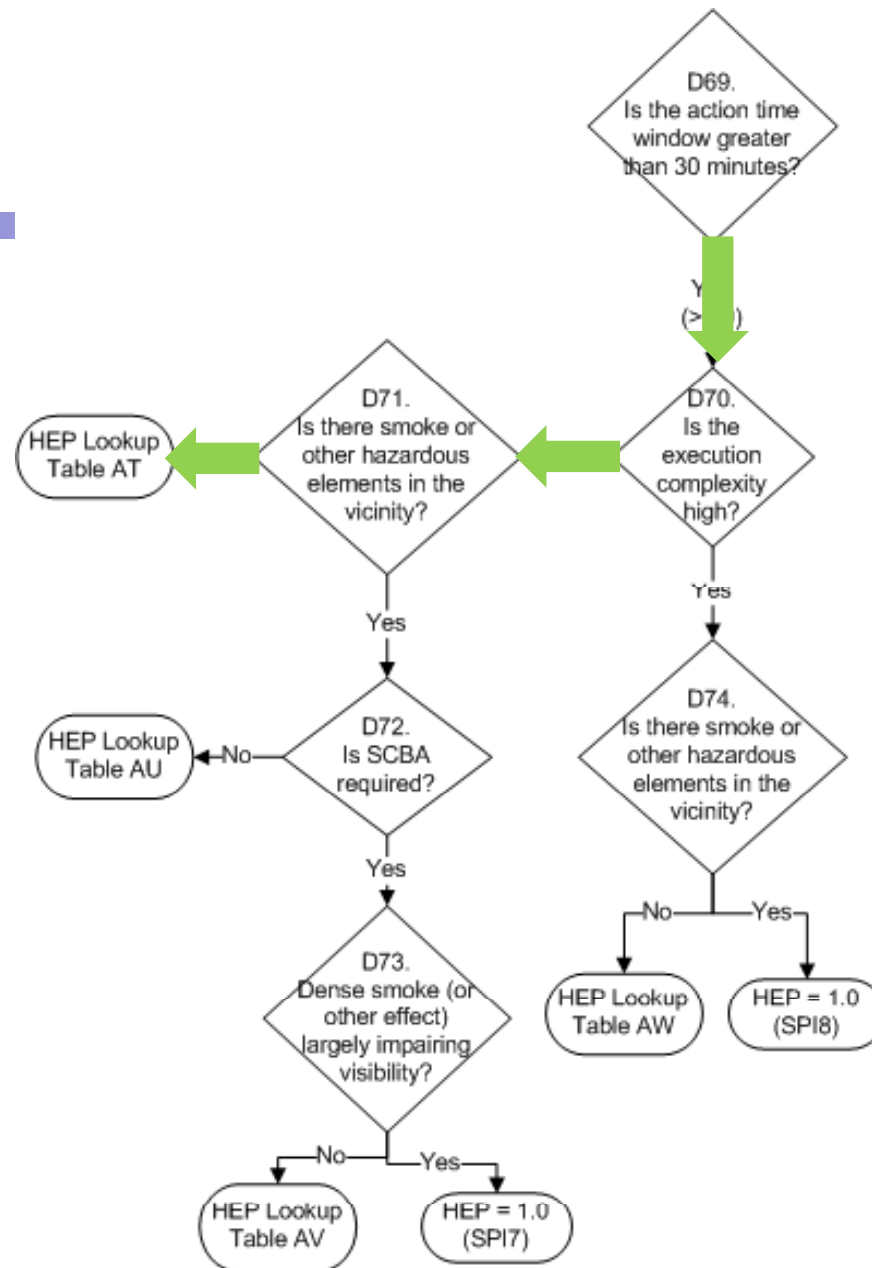 D69.
Is the action time
window greater
than 30 minutes?
D71.
Is there smoke or
other hazardous
elements in the
vicinity?
D70.
Is the
execution
complexity
high?
HEP Lookup
Table AT
Yes
Yes
D72.
Is SCBA
required?
No
HEP Lookup
Table AU
D74.
Is there smoke or
other hazardous
elements in the
vicinity?
Yes
No
Yes
D73.
Dense smoke (or
other effect)
largely impairing
visibility?
HEP Lookup
Table AW
HEP = 1.0
(SPI8)
No
Yes
HEP Lookup
Table AV
HEP = 1.0
(SPI7)